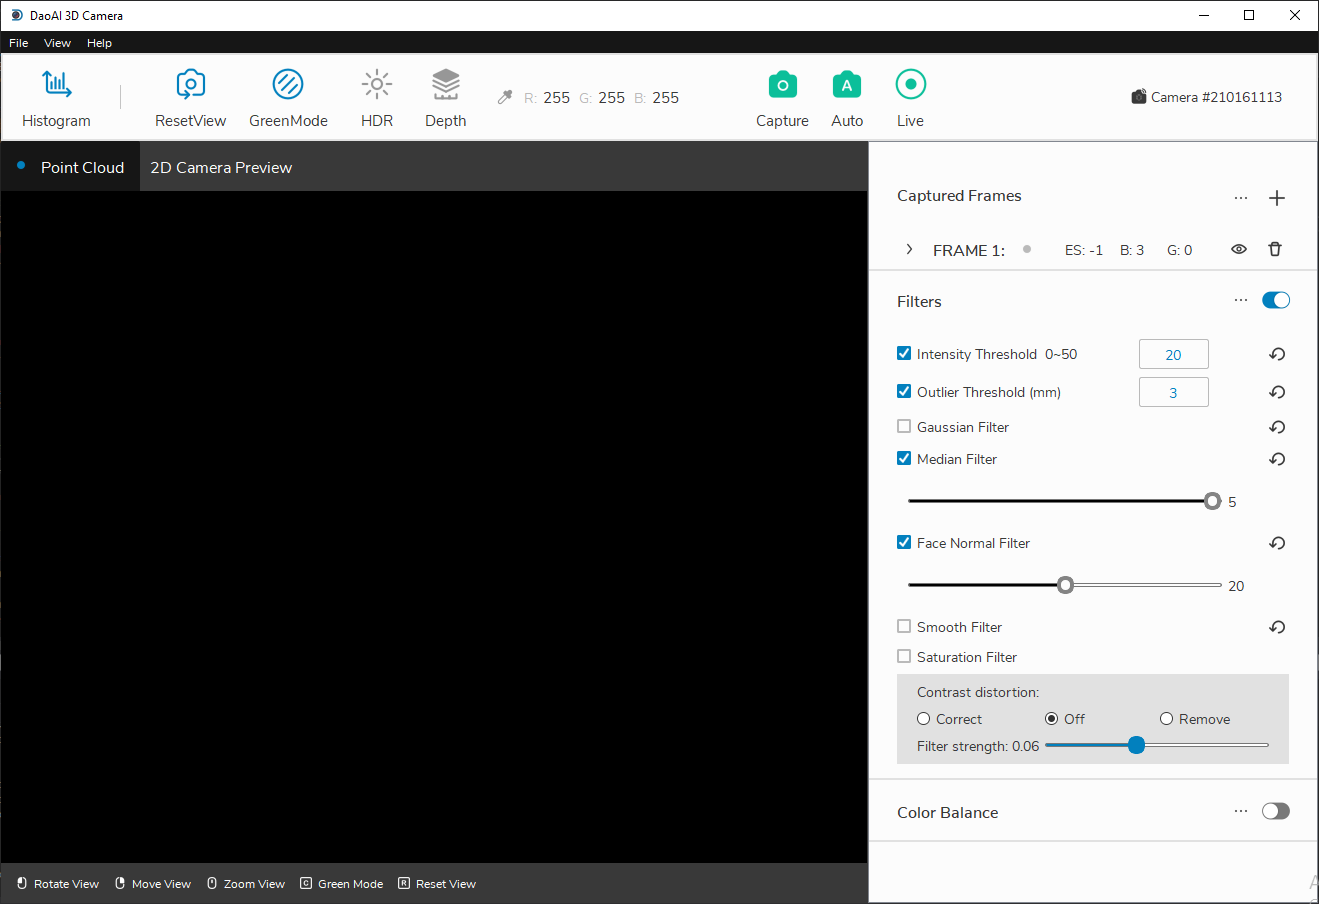 DaoAI 3D Camera
File View Help
Histogram ResetView GreenMode HDR Depth R: 255 G: 255 B: 255 Capture Auto Live Camera #210161113
Point Cloud 2D Camera Preview
Captured Frames
FRAME 1: ES: -1 B: 3 G: 0
Filters
Intensity Threshold 0~50 20
Outlier Threshold (mm) 3
Gaussian Filter
Median Filter
5
Face Normal Filter
20
Smooth Filter
Saturation Filter
Contrast distortion:
Correct Off Remove
Filter strength: 0.06
Color Balance
Rotate View Move View Zoom View C Green Mode R Reset View